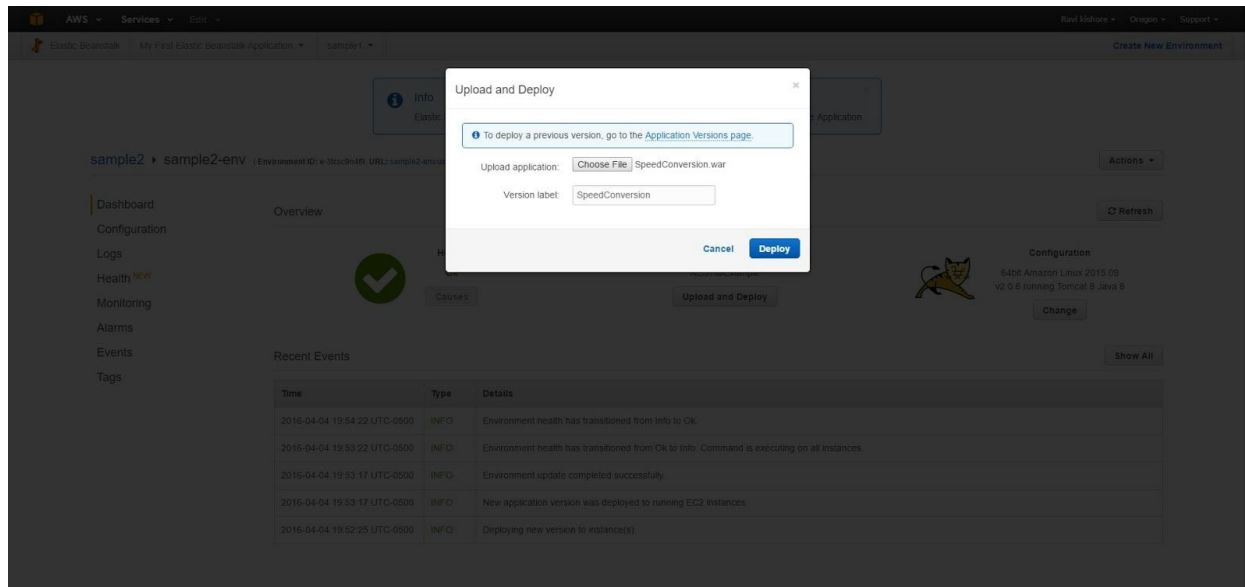 AWS Services Edit Ravi kishore Oregon Support
Elastic Beanstalk My First Elastic Beanstalk Application sample1 Create New Environment
Upload and Deploy ×
Info
Elastic
Application
To deploy a previous version, go to the Application Versions page.
Upload application: Choose File SpeedConversion.war
Version label: SpeedConversion
Cancel Deploy
sample2 sample2-env Actions
Dashboard
Configuration
Logs
Health NEW!
Monitoring
Alarms
Events
Tags
Overview Refresh
Causes
Upload and Deploy
Configuration
64bit Amazon Linux 2015.09
v2.0.6 running Tomcat 8 Java 8
Change
Recent Events Show All
Time Type Details
2016-04-04 19:54:22 UTC-0500 INFO Environment health has transitioned from Info to Ok.
2016-04-04 19:53:22 UTC-0500 INFO Environment health has transitioned from Ok to Info. Command is executing on all instances.
2016-04-04 19:53:17 UTC-0500 INFO Environment update completed successfully.
2016-04-04 19:53:17 UTC-0500 INFO New application version was deployed to running EC2 instances.
2016-04-04 19:52:25 UTC-0500 INFO Deploying new version to instance(s).